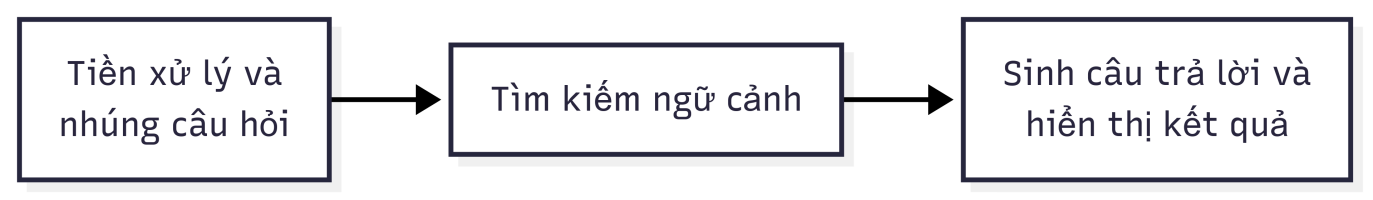 Tiền xử lý và
nhúng câu hỏi
Tìm kiếm ngữ cảnh
Sinh câu trả lời và
hiển thị kết quả